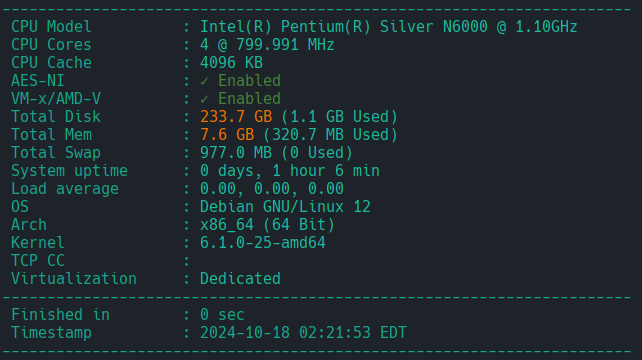 ----------------------------------------------------------------------
CPU Model          : Intel(R) Pentium(R) Silver N6000 @ 1.10GHz
CPU Cores          : 4 @ 799.991 MHz
CPU Cache          : 4096 KB
AES-NI             : ✓ Enabled
VM-x/AMD-V         : ✓ Enabled
Total Disk         : 233.7 GB (1.1 GB Used)
Total Mem          : 7.6 GB (320.7 MB Used)
Total Swap         : 977.0 MB (0 Used)
System uptime      : 0 days, 1 hour 6 min
Load average       : 0.00, 0.00, 0.00
OS                 : Debian GNU/Linux 12
Arch               : x86_64 (64 Bit)
Kernel             : 6.1.0-25-amd64
TCP CC             :
Virtualization     : Dedicated
----------------------------------------------------------------------
Finished in        : 0 sec
Timestamp          : 2024-10-18 02:21:53 EDT
----------------------------------------------------------------------